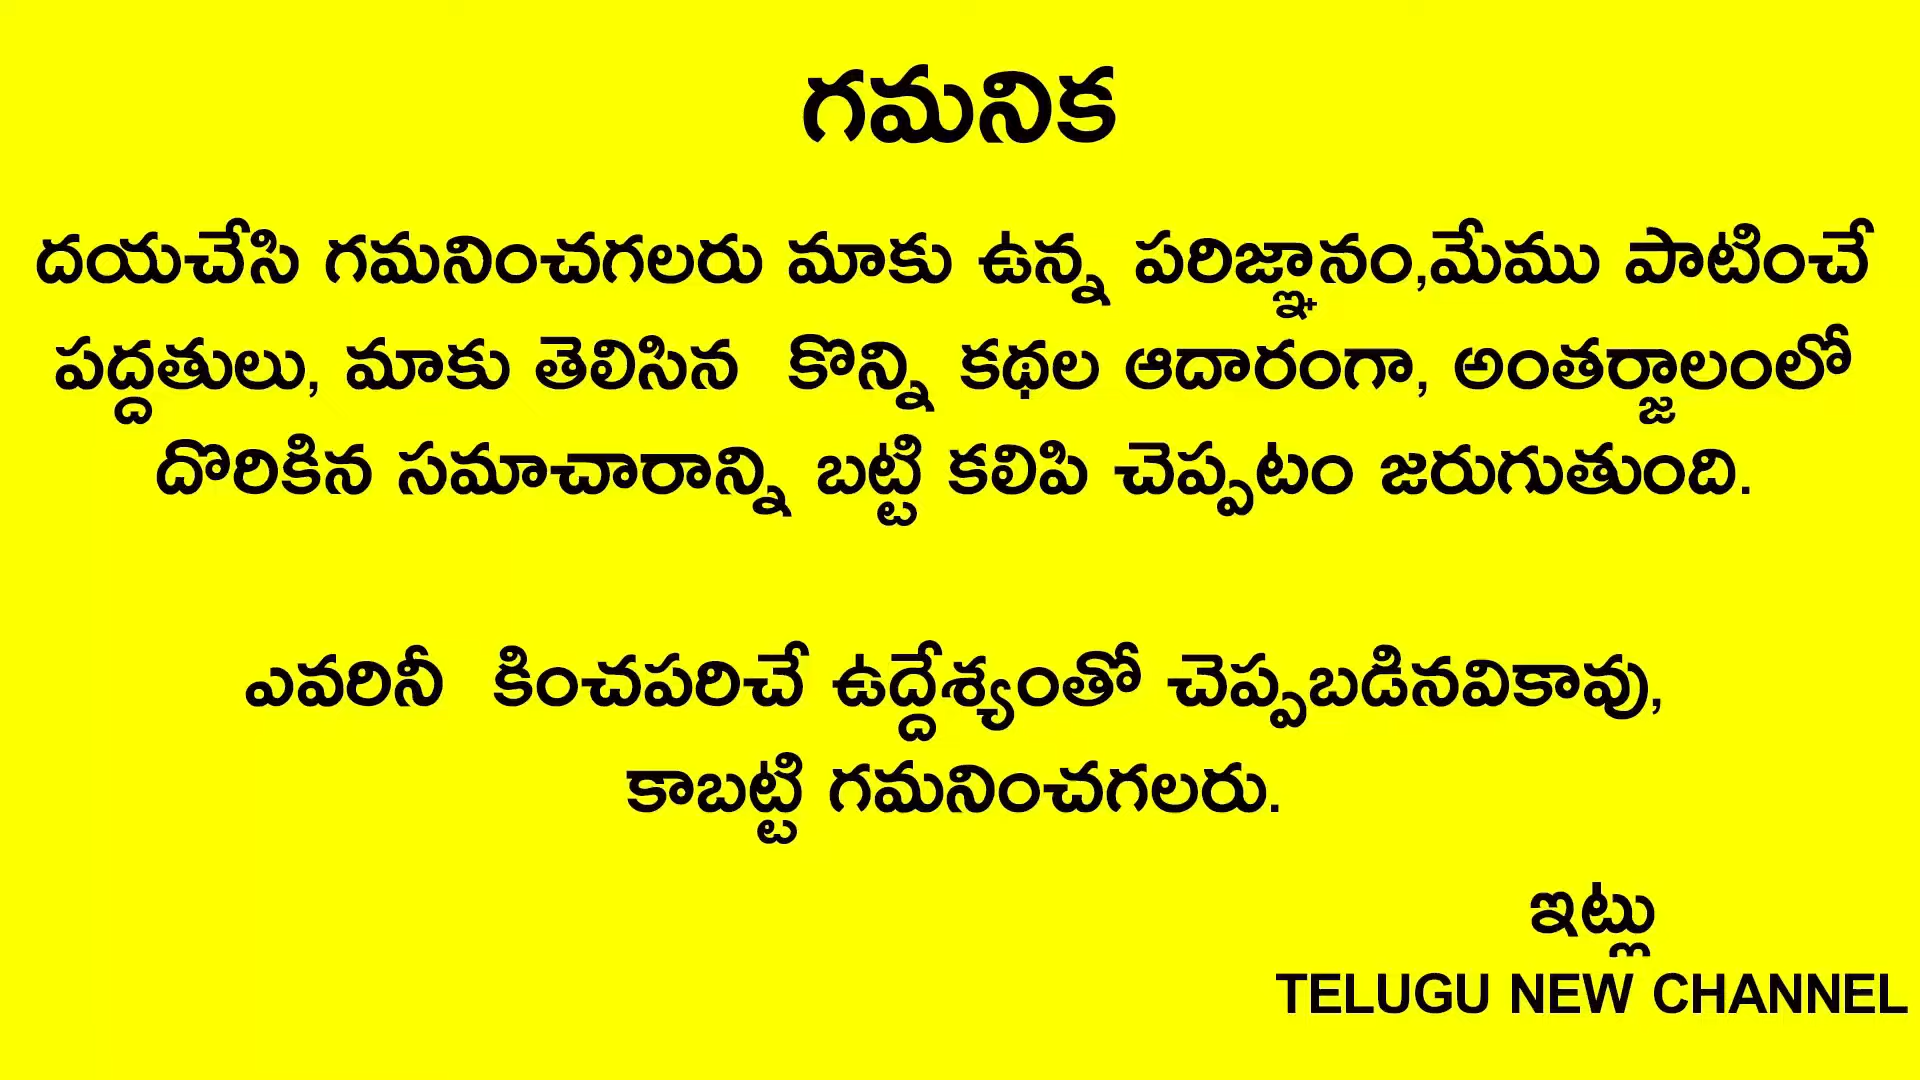 గమనిక
దయచేసి గమనించగలరు మాకు ఉన్న పరిజ్ఞానం,మేము పాటించే
పద్దతులు, మాకు తెలిసిన కొన్ని కథల ఆదారంగా, అంతర్జాలంలో
దొరికిన సమాచారాన్ని బట్టి కలిపి చెప్పటం జరుగుతుంది.
ఎవరినీ కించపరిచే ఉద్దేశ్యంతో చెప్పబడినవికావు,
కాబట్టి గమనించగలరు.
ఇట్లు
TELUGU NEW CHANNEL